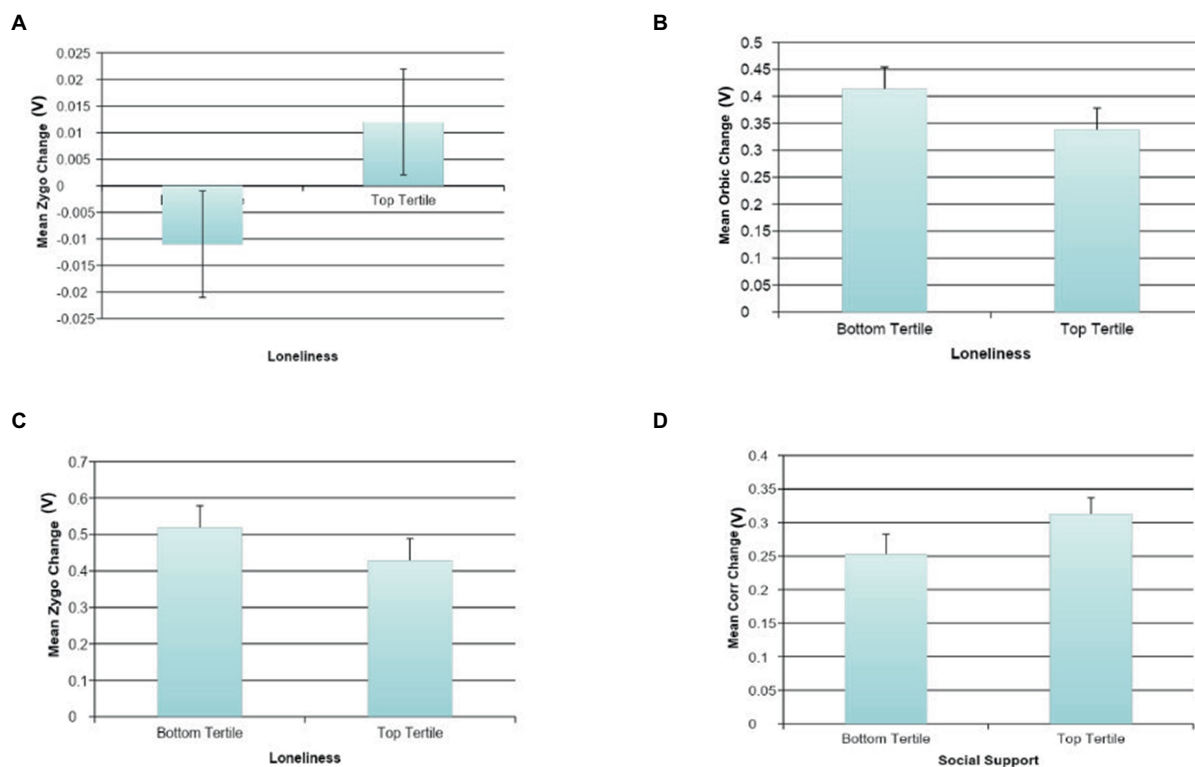 A
Mean Zygo Change (V)
0.025
0.02
0.015
0.01
0.005
0
-0.005
-0.01
-0.015
-0.02
-0.025
Top Tertile
Loneliness
B
Mean Orbic Change (V)
0.5
0.45
0.4
0.35
0.3
0.25
0.2
0.15
0.1
0.05
0
Bottom Tertile Top Tertile
Loneliness
C
Mean Zygo Change (V)
0.7
0.6
0.5
0.4
0.3
0.2
0.1
0
Bottom Tertile Top Tertile
Loneliness
D
Mean Corr Change (V)
0.4
0.35
0.3
0.25
0.2
0.15
0.1
0.05
0
Bottom Tertile Top Tertile
Social Support